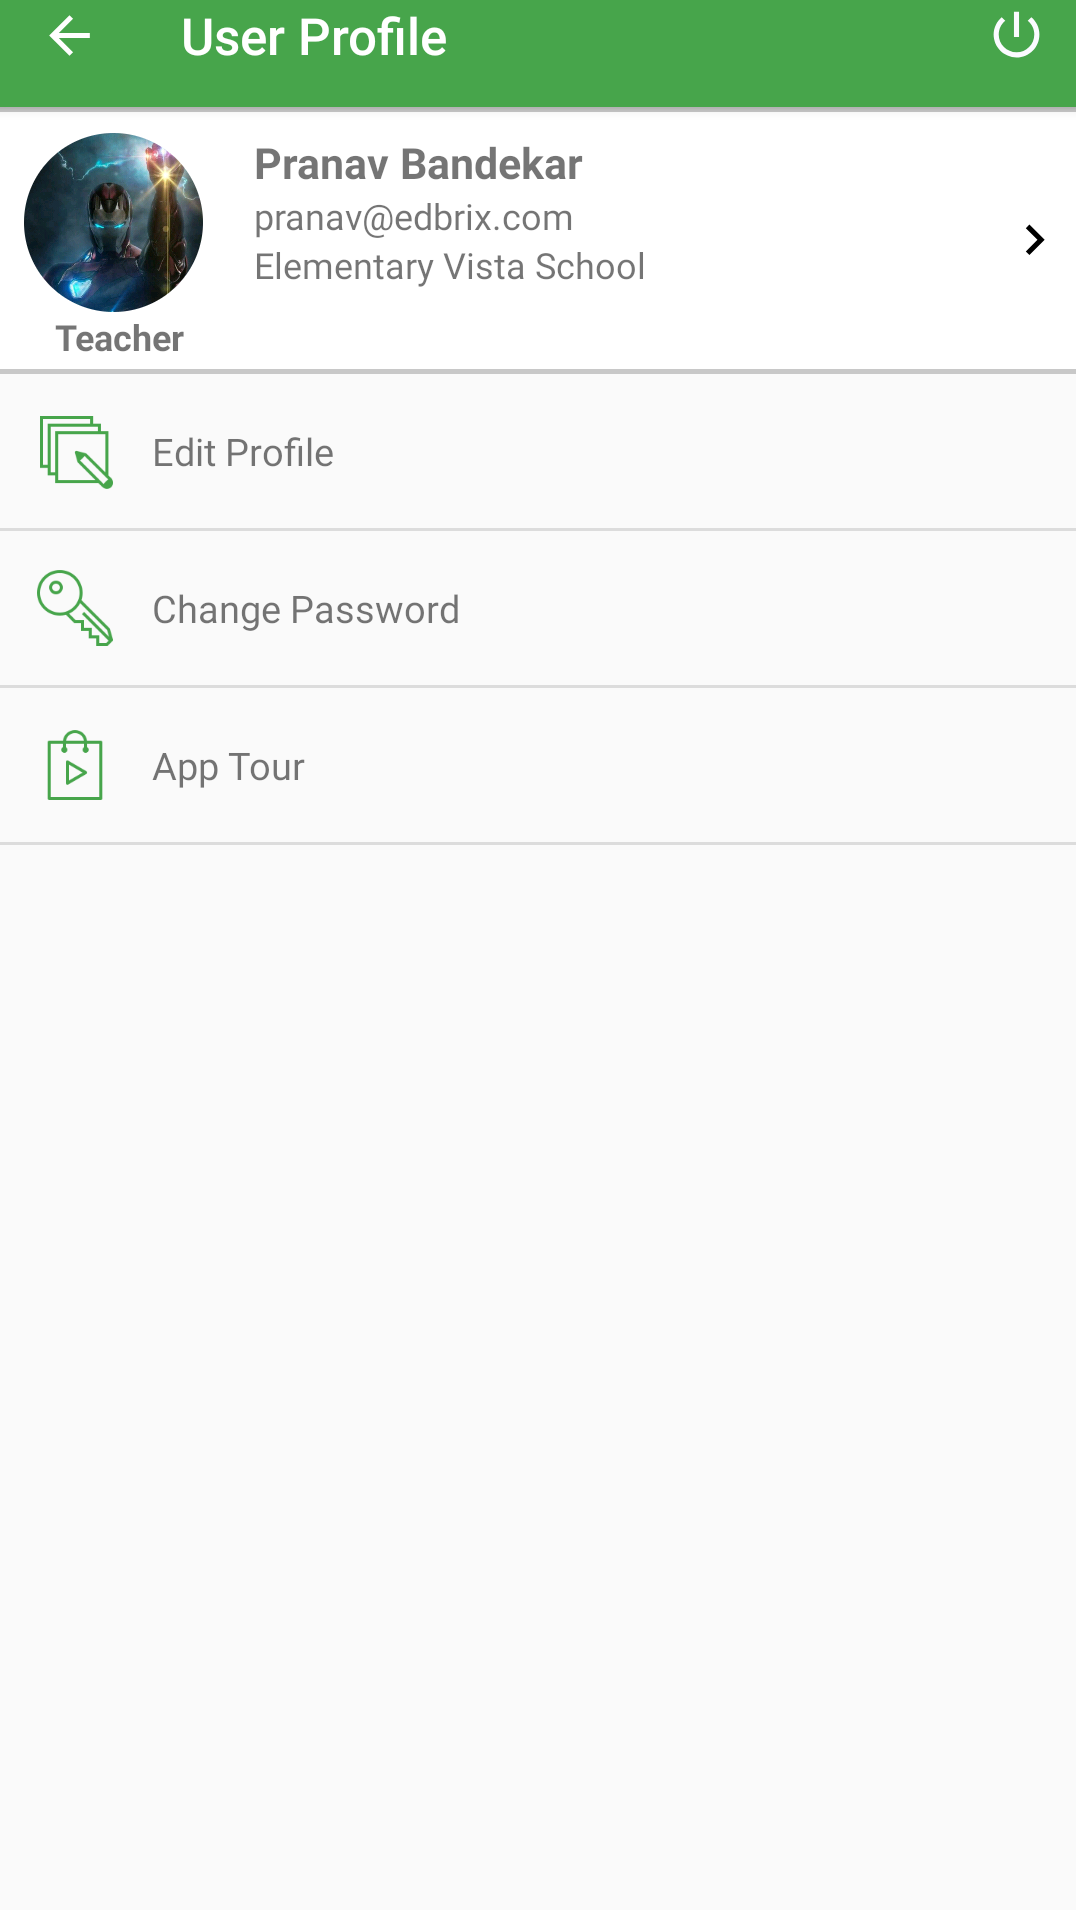 User Profile
Pranav Bandekar
pranav@edbrix.com
Elementary Vista School
Teacher
Edit Profile
Change Password
App Tour